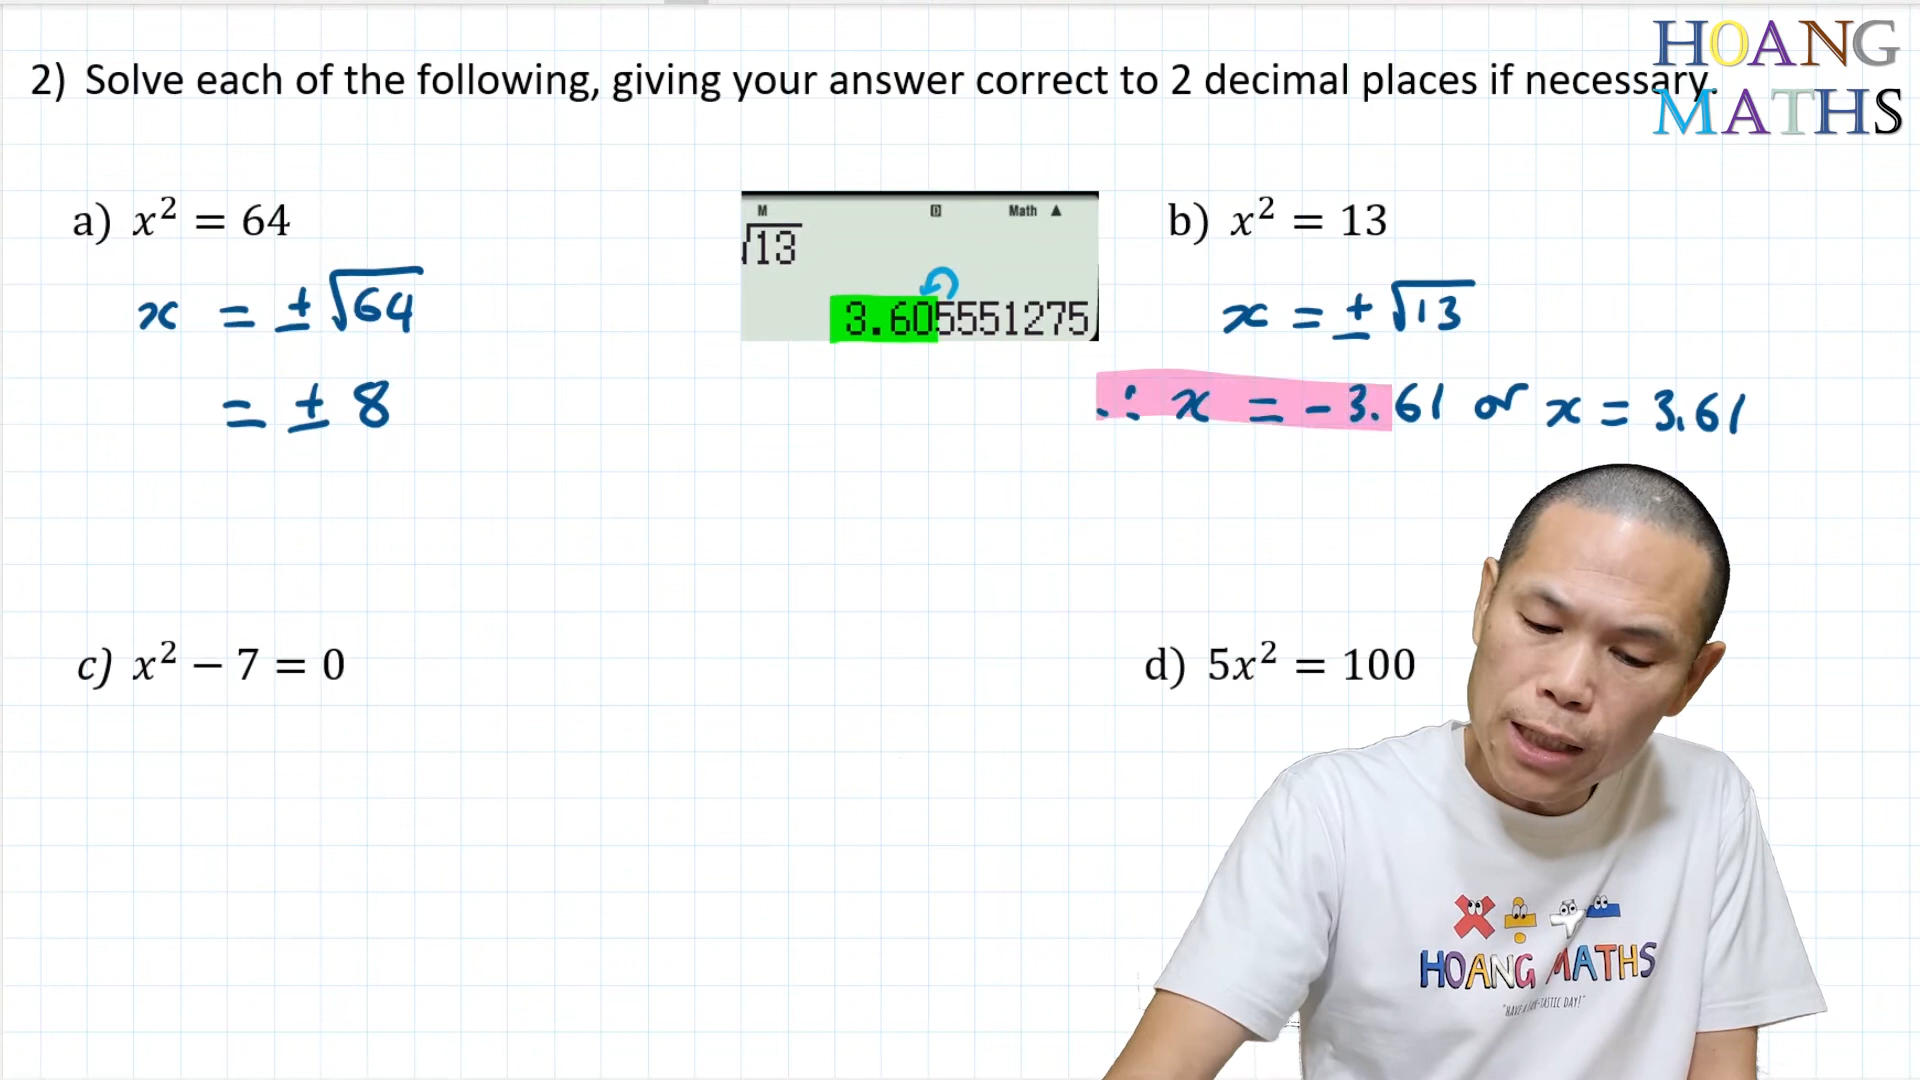 HOANG
MATHS
2) Solve each of the following, giving your answer correct to 2 decimal places if necessary.
a) x² = 64
x = ±√64
= ± 8
M D Math ▲
√13
3.605551275
b) x² = 13
x = ±√13
∴ x = -3.61 or x = 3.61
c) x² − 7 = 0
d) 5x² = 100
HOANG MATHS